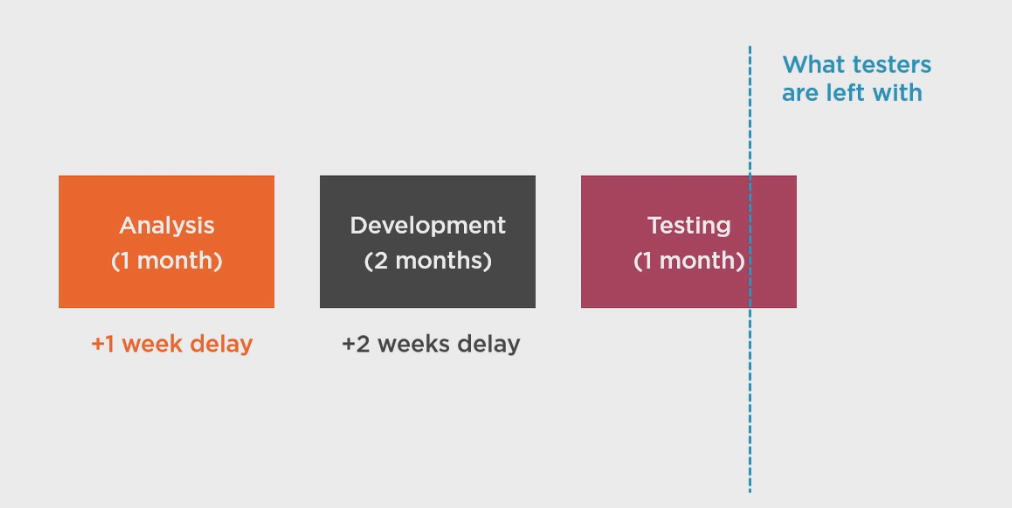 What testers
are left with
Analysis
(1 month)
Development
(2 months)
Testing
(1 month)
+1 week delay
+2 weeks delay